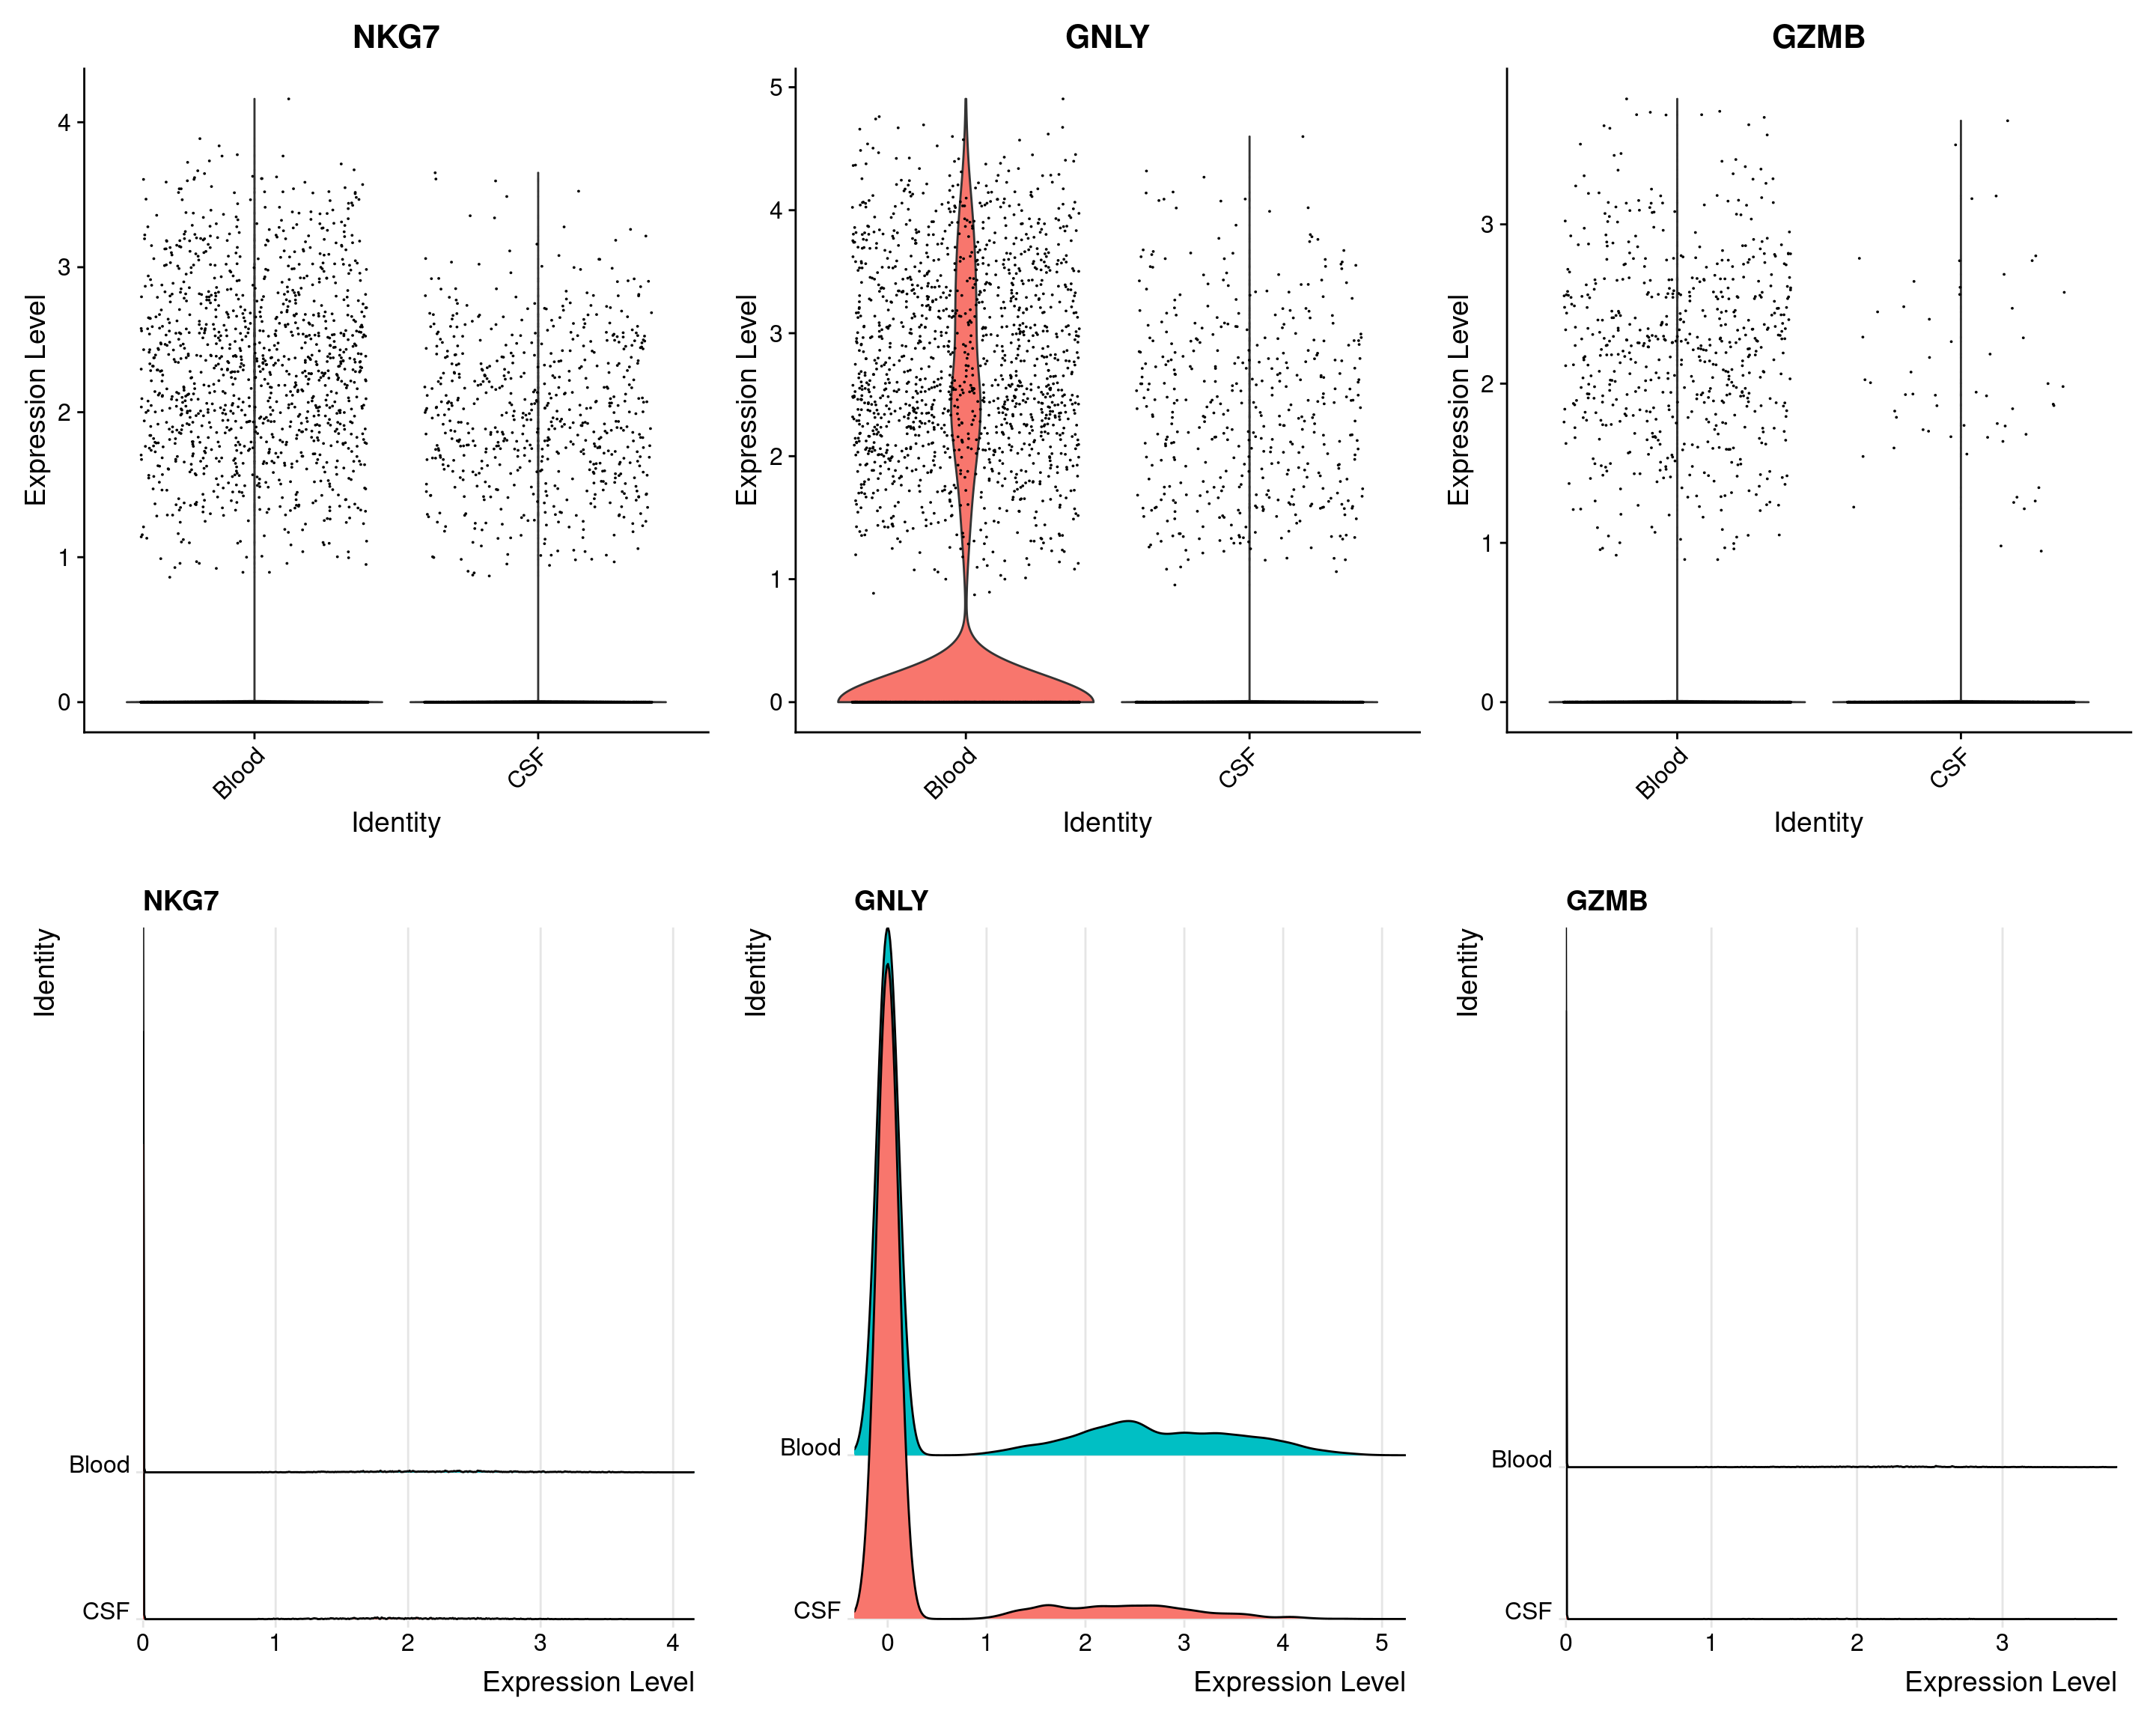 NKG7
Expression Level
4
3
2
1
0
Blood
CSF
Identity
GNLY
Expression Level
5
4
3
2
1
0
Blood
CSF
Identity
GZMB
Expression Level
3
2
1
0
Blood
CSF
Identity
NKG7
Identity
Blood
CSF
0 1 2 3 4
Expression Level
GNLY
Identity
Blood
CSF
0 1 2 3 4 5
Expression Level
GZMB
Identity
Blood
CSF
0 1 2 3
Expression Level